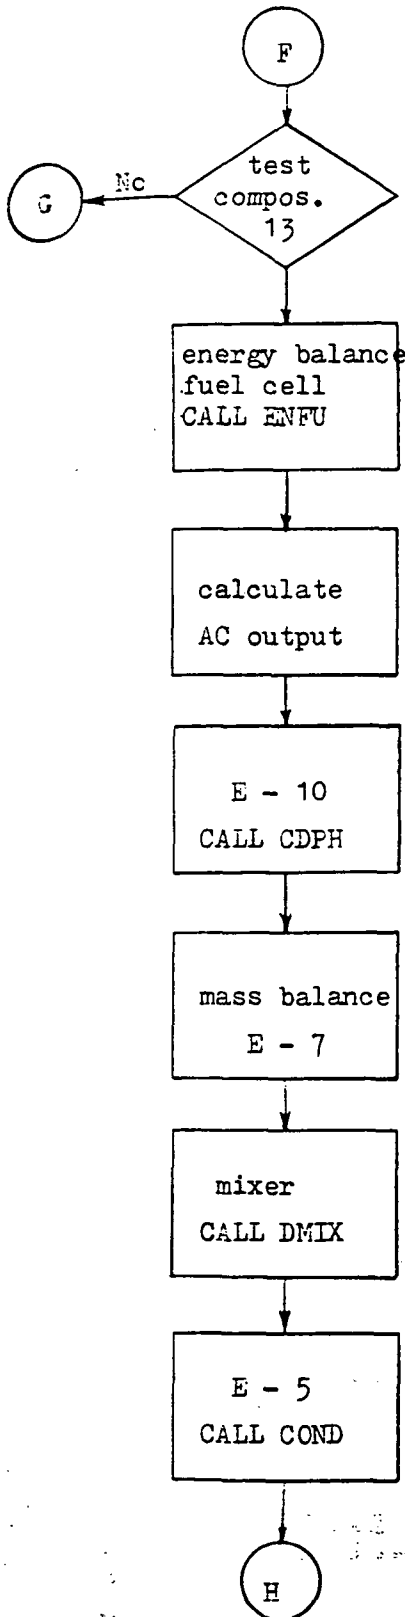 F
test
compos.
13
No
G
energy balance
fuel cell
CALL ENFU
calculate
AC output
E - 10
CALL CDPH
mass balance
E - 7
mixer
CALL DMIX
E - 5
CALL COND
H